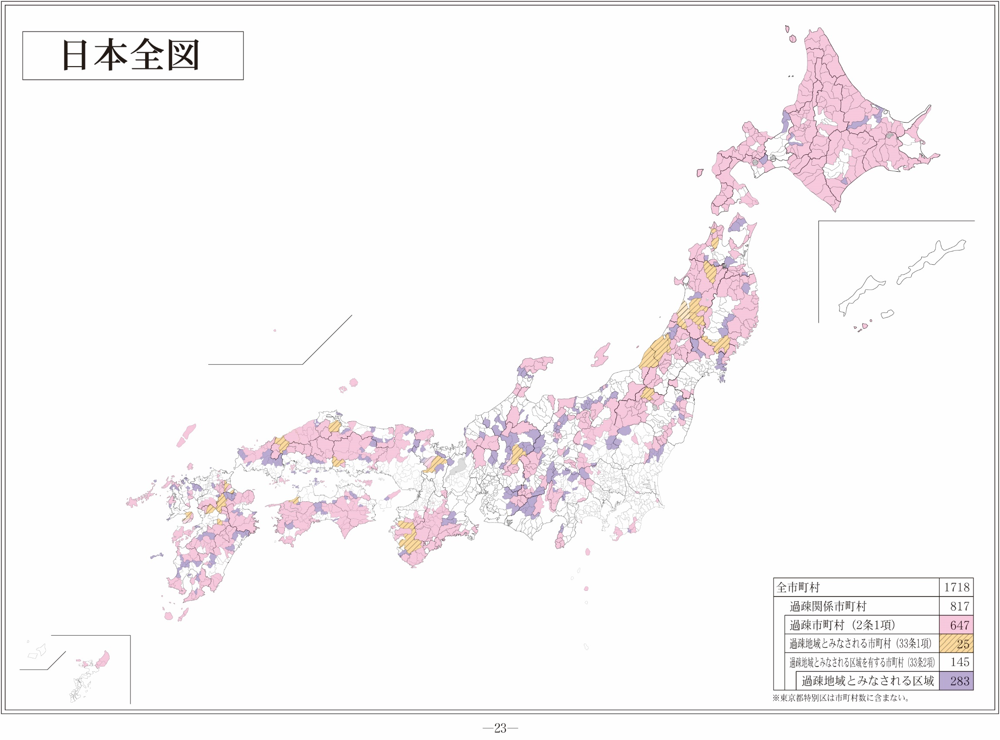 日本全図
全市町村 1718
過疎関係市町村 817
過疎市町村（2条1項） 647
過疎地域とみなされる市町村（33条1項） 25
過疎地域とみなされる区域を有する市町村（33条2項） 145
過疎地域とみなされる区域 283
※東京都特別区は市町村数に含まない。
—23—